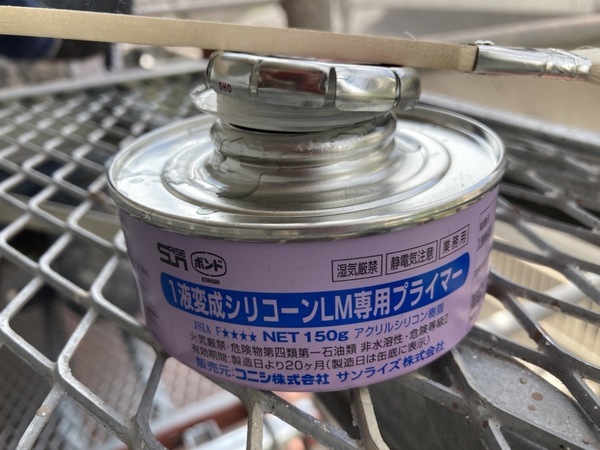 SHO
SUNRISE ボンド KONISHI
湿気厳禁 静電気注意 業務用
1液変成シリコーンLM専用プライマー
JSIA F★★★★ NET 150g アクリルシリコン樹脂
火気厳禁・危険物第四類第一石油類 非水溶性・危険等級Ⅱ
有効期間:製造日より20ヶ月(製造日は缶底に表示)
販売元:コニシ株式会社 サンライズ株式会社